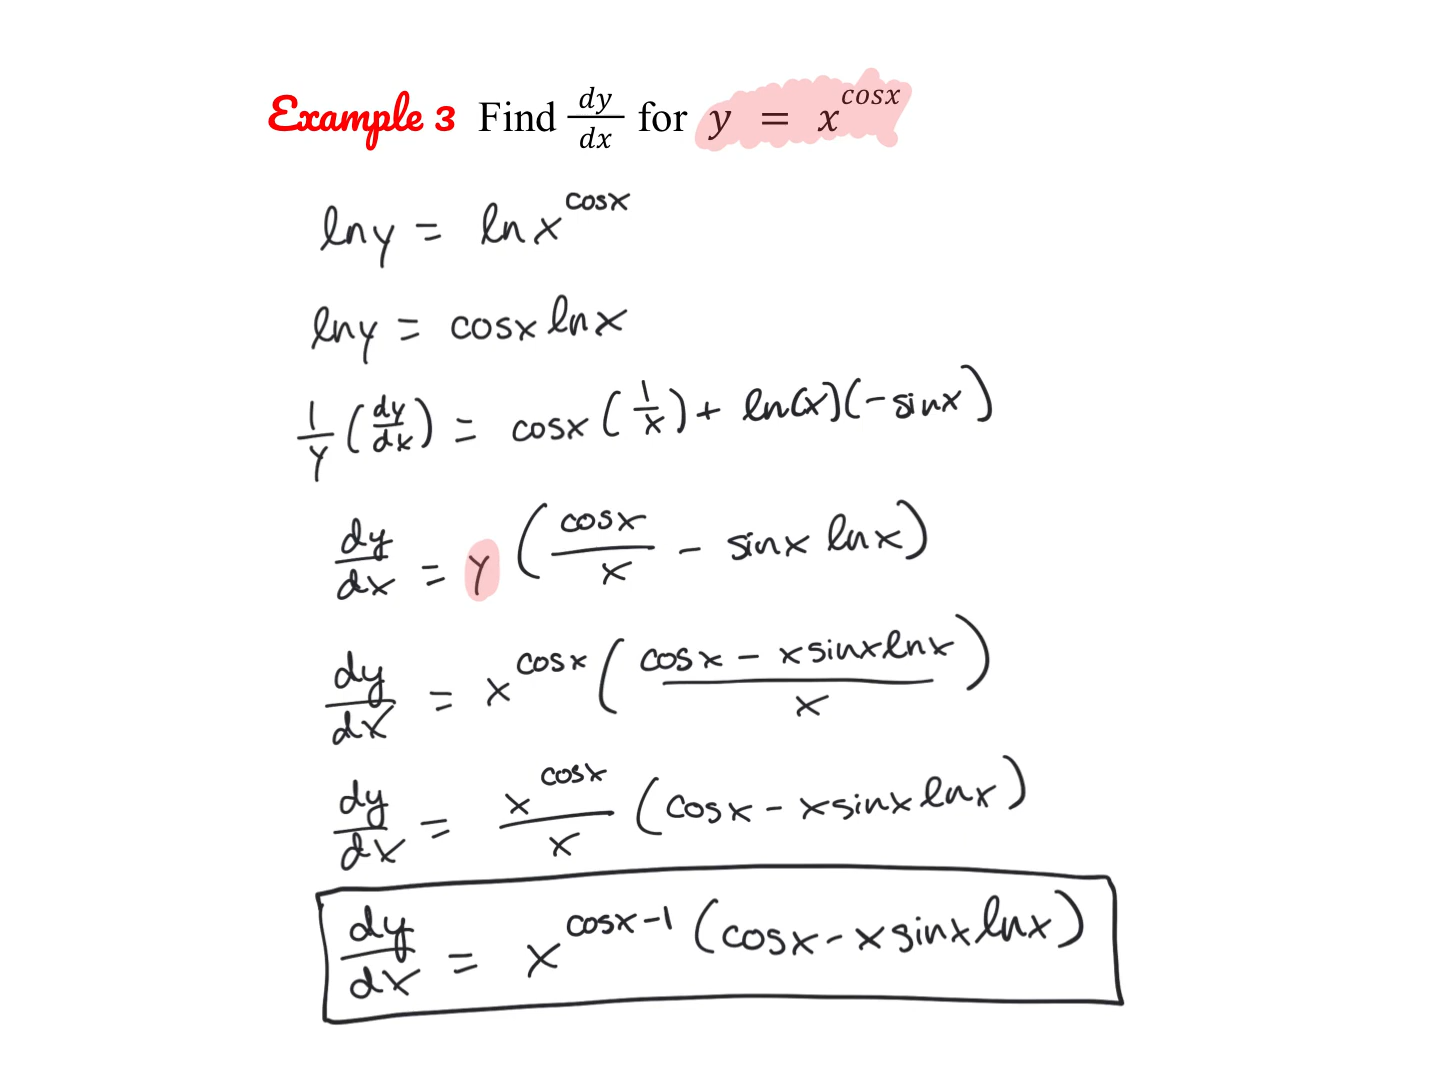 Example 3 Find dy/dx for y = x^cosx
lny = lnx^cosx
lny = cosx lnx
1/y (dy/dx) = cosx (1/x) + ln(x)(-sinx)
dy/dx = y (cosx/x - sinx lnx)
dy/dx = x^cosx ((cosx - xsinxlnx)/x)
dy/dx = x^cosx/x (cosx - xsinx lnx)
dy/dx = x^(cosx-1) (cosx - xsinxlnx)